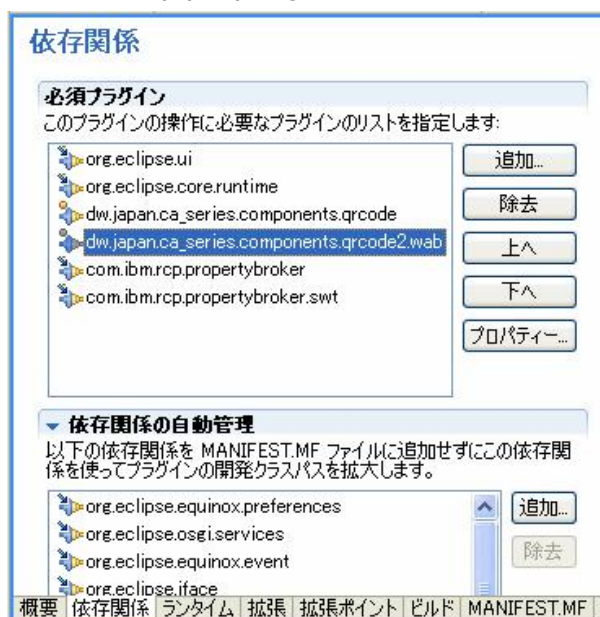 依存関係
必須プラグイン
このプラグインの操作に必要なプラグインのリストを指定します:
org.eclipse.ui
org.eclipse.core.runtime
dw.japan.ca_series.components.qrcode
dw.japan.ca_series.components.qrcode2.wab
com.ibm.rcp.propertybroker
com.ibm.rcp.propertybroker.swt
追加...
除去
上へ
下へ
プロパティー...
依存関係の自動管理
以下の依存関係を MANIFEST.MF ファイルに追加せずにこの依存関
係を使ってプラグインの開発クラスパスを拡大します。
org.eclipse.equinox.preferences
org.eclipse.osgi.services
org.eclipse.equinox.event
org.eclipse.jface
追加...
除去
概要 依存関係 ランタイム 拡張 拡張ポイント ビルド MANIFEST.MF